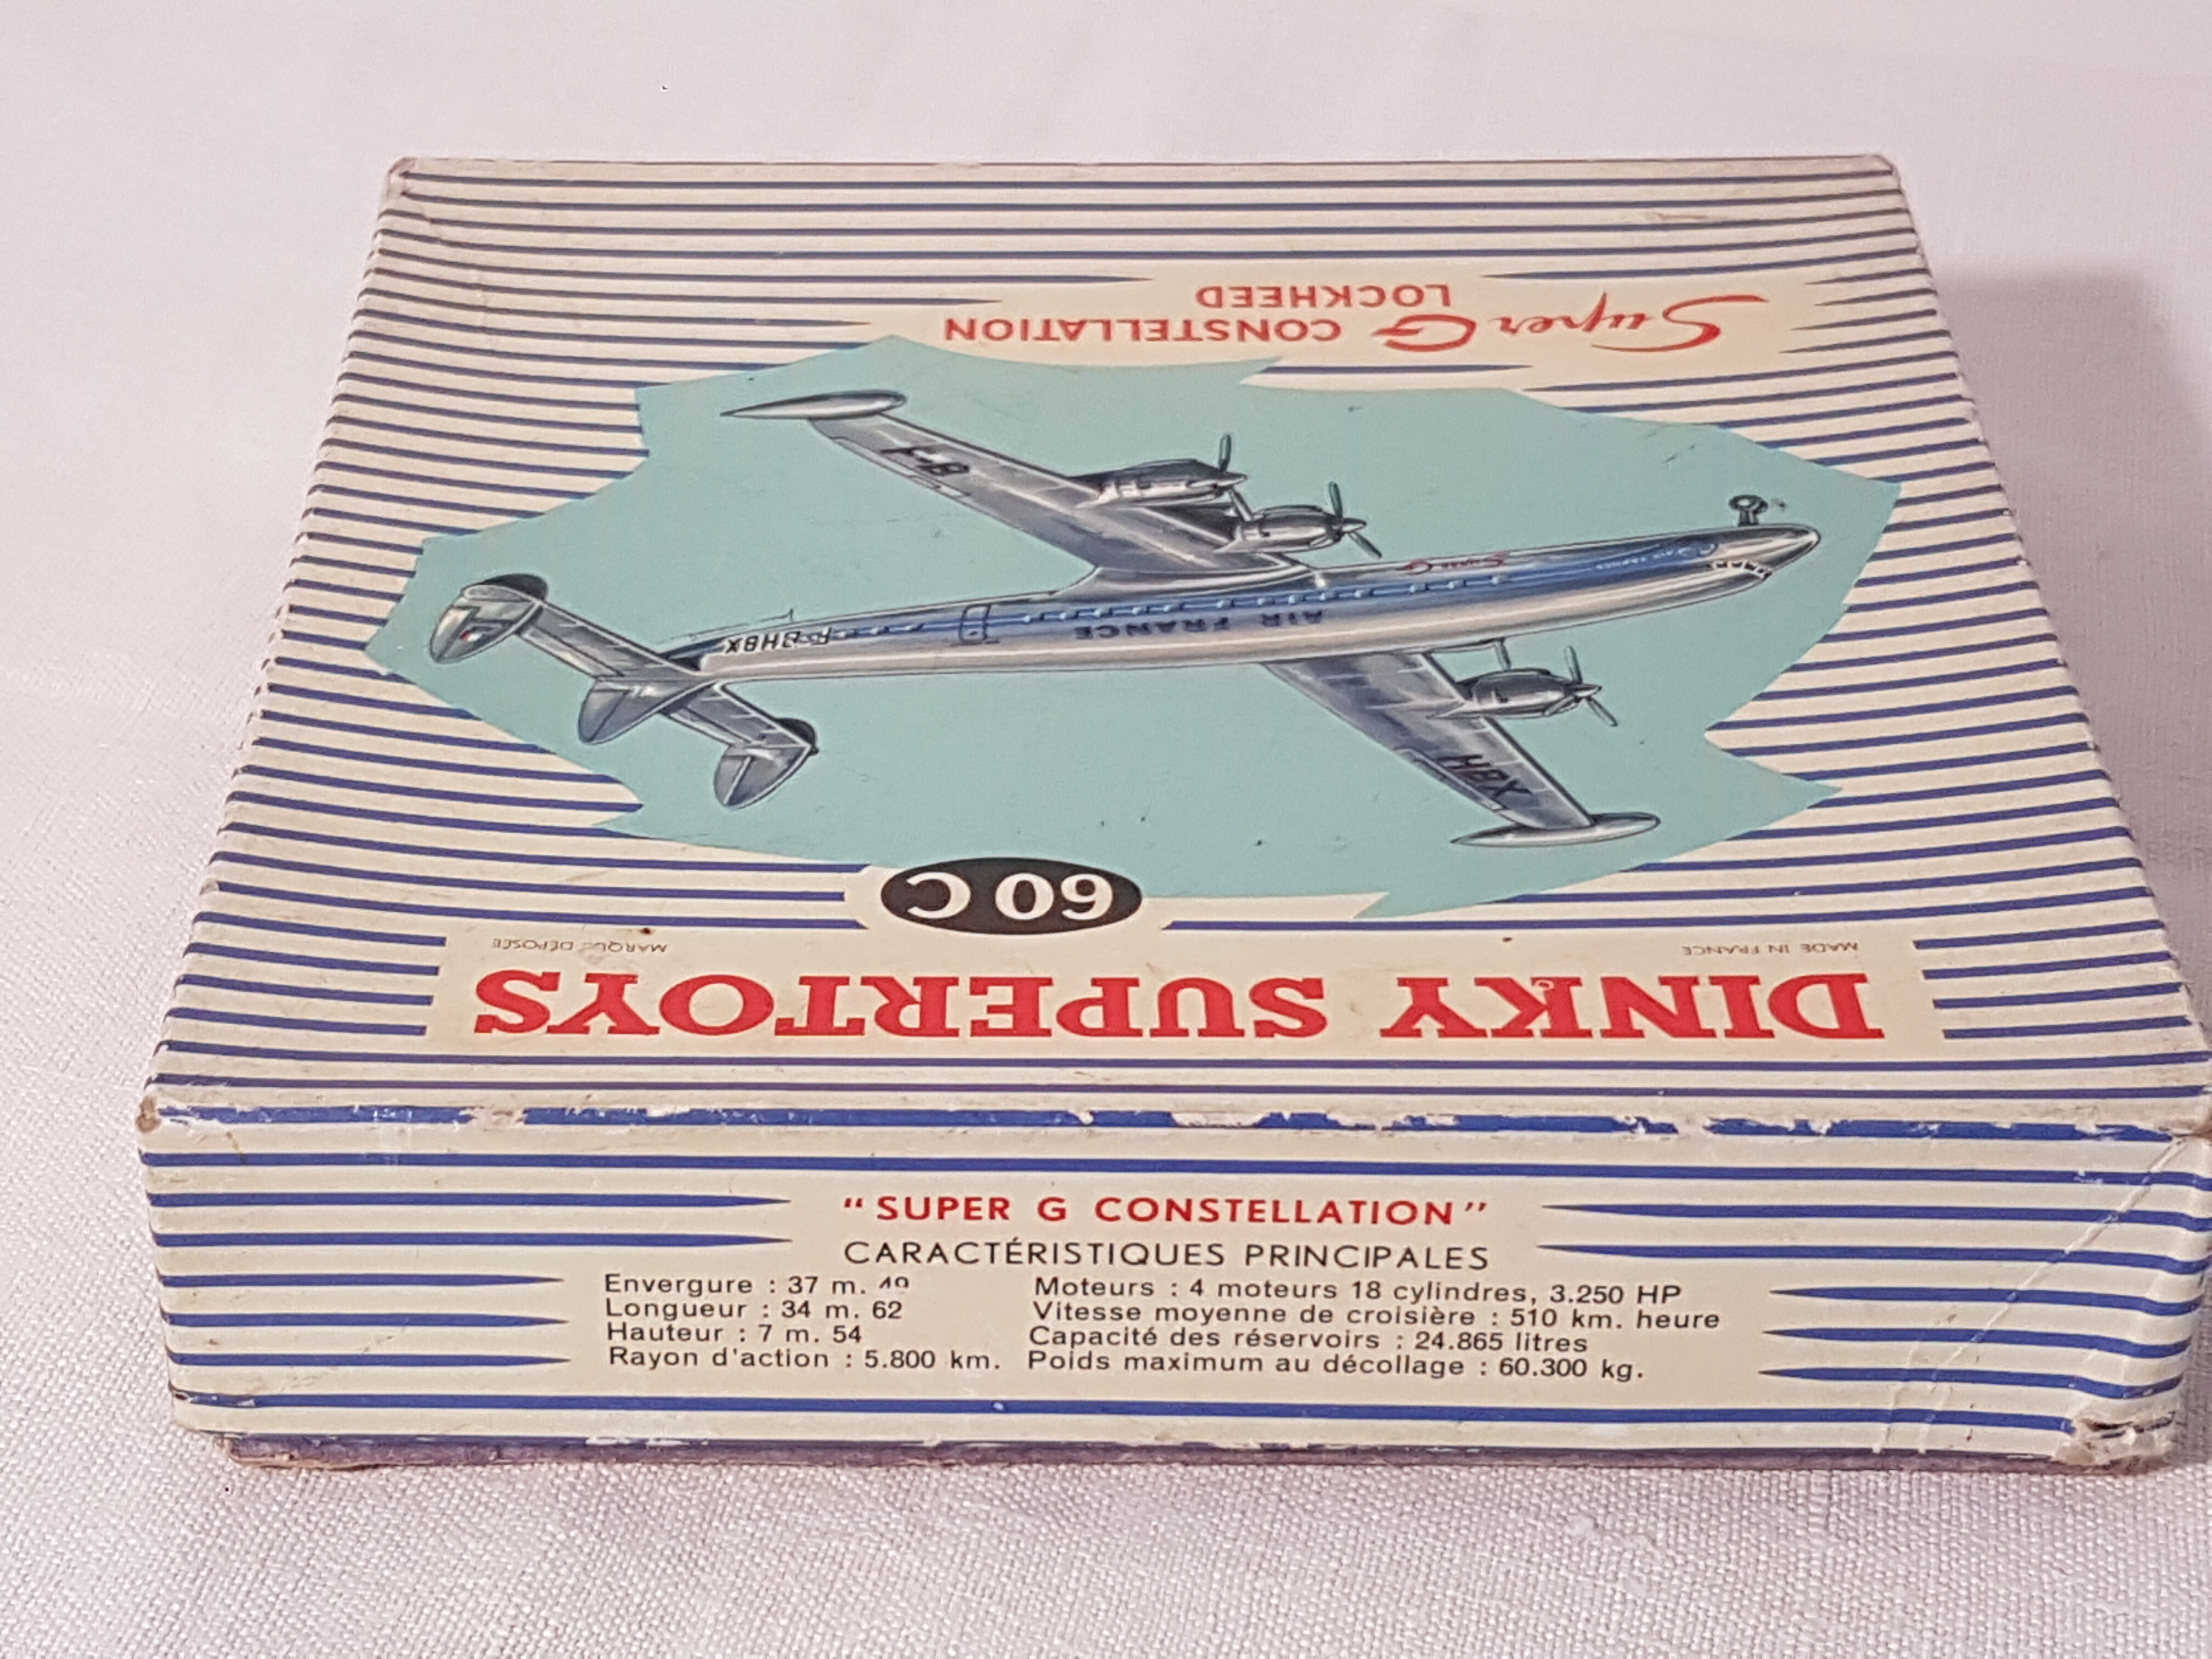 DINKY SUPERTOYS
MADE IN FRANCE
MARQUE DÉPOSÉE
60 C
HBX
AIR FRANCE
F-BHBX
Super G
F-B
Super G CONSTELLATION
LOCKHEED
"SUPER G CONSTELLATION"
CARACTÉRISTIQUES PRINCIPALES
Envergure : 37 m.
Longueur : 34 m. 62
Hauteur : 7 m. 54
Rayon d'action : 5.800 km.
Moteurs : 4 moteurs 18 cylindres, 3.250 HP
Vitesse moyenne de croisière : 510 km. heure
Capacité des réservoirs : 24.865 litres
Poids maximum au décollage : 60.300 kg.